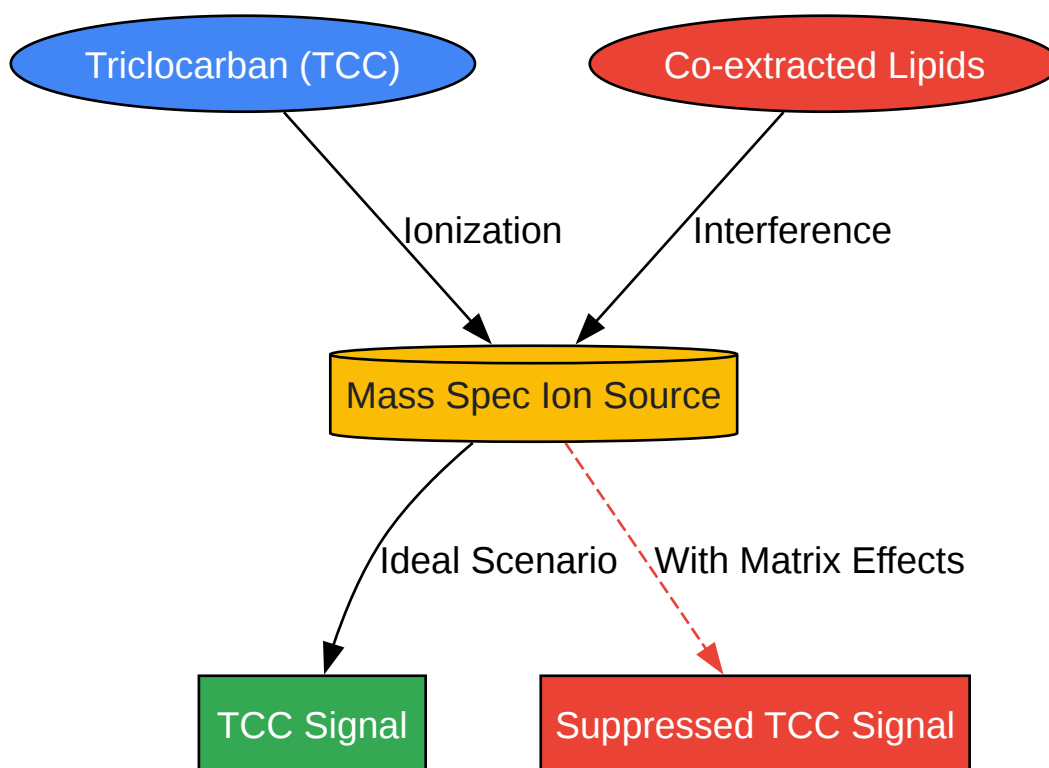 Triclocarban (TCC)
Co-extracted Lipids
Ionization
Interference
Mass Spec Ion Source
Ideal Scenario
With Matrix Effects
TCC Signal
Suppressed TCC Signal